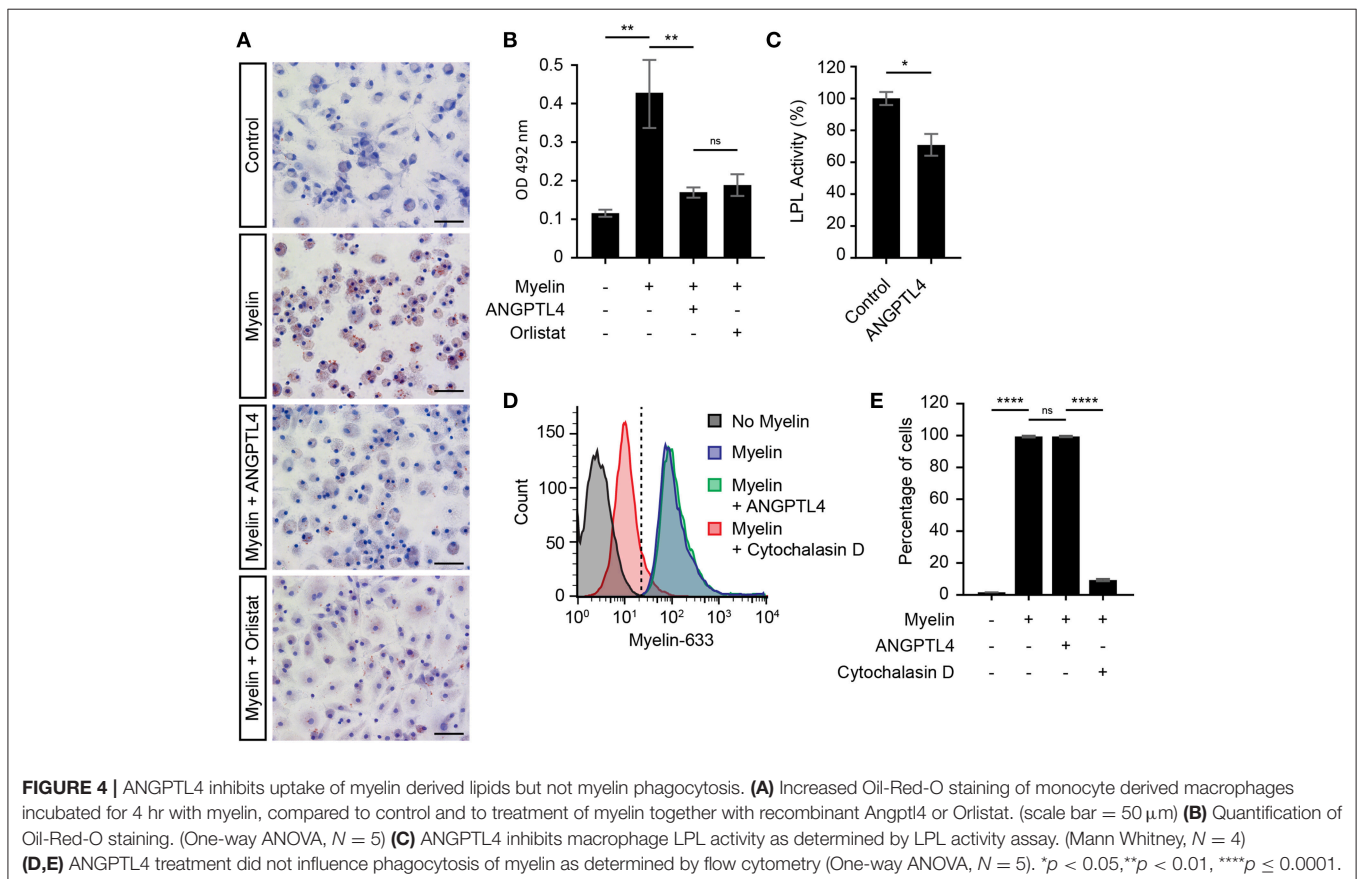 A
Control
Myelin
Myelin + ANGPTL4
Myelin + Orlistat
B
** **
ns
0.5
0.4
0.3
0.2
0.1
0
OD 492 nm
Myelin - + + +
ANGPTL4 - - + -
Orlistat - - - +
C
*
120
100
80
60
40
20
0
LPL Activity (%)
Control
ANGPTL4
D
150
100
50
0
Count
10⁰ 10¹ 10² 10³ 10⁴
Myelin-633
No Myelin
Myelin
Myelin
+ ANGPTL4
Myelin
+ Cytochalasin D
E
**** ns ****
120
100
80
60
40
20
0
Percentage of cells
Myelin - + + +
ANGPTL4 - - + -
Cytochalasin D - - - +
FIGURE 4 | ANGPTL4 inhibits uptake of myelin derived lipids but not myelin phagocytosis. (A) Increased Oil-Red-O staining of monocyte derived macrophages
incubated for 4 hr with myelin, compared to control and to treatment of myelin together with recombinant Angptl4 or Orlistat. (scale bar = 50 μm) (B) Quantification of
Oil-Red-O staining. (One-way ANOVA, N = 5) (C) ANGPTL4 inhibits macrophage LPL activity as determined by LPL activity assay. (Mann Whitney, N = 4)
(D,E) ANGPTL4 treatment did not influence phagocytosis of myelin as determined by flow cytometry (One-way ANOVA, N = 5). *p < 0.05,**p < 0.01, ****p ≤ 0.0001.